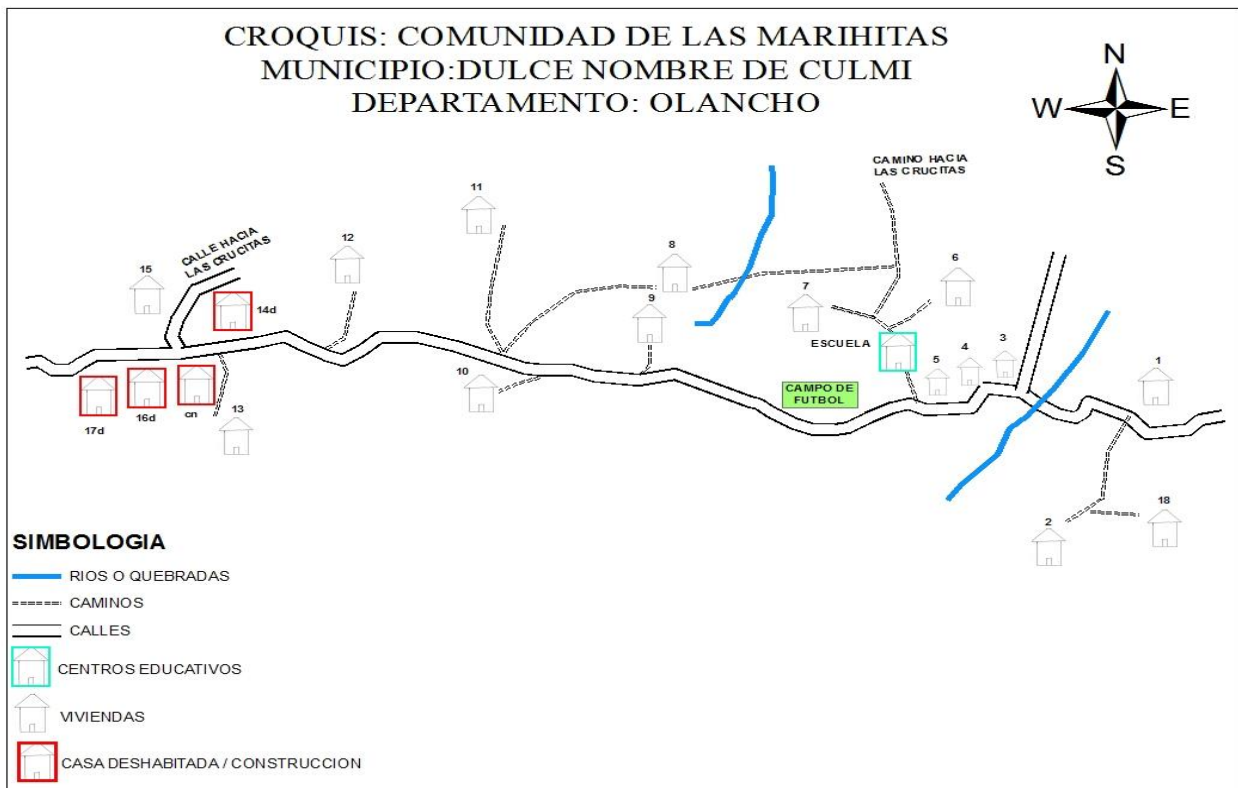 CROQUIS: COMUNIDAD DE LAS MARIHITAS
MUNICIPIO:DULCE NOMBRE DE CULMI
DEPARTAMENTO: OLANCHO
N
W
E
S
CAMINO HACIA
LAS CRUCITAS
11
12
8
6
15
CALLE HACIA
LAS CRUCITAS
14d
9
7
ESCUELA
5
4
3
1
10
CAMPO DE
FUTBOL
17d
16d
cn
13
2
18
SIMBOLOGIA
RIOS O QUEBRADAS
CAMINOS
CALLES
CENTROS EDUCATIVOS
VIVIENDAS
CASA DESHABITADA / CONSTRUCCION